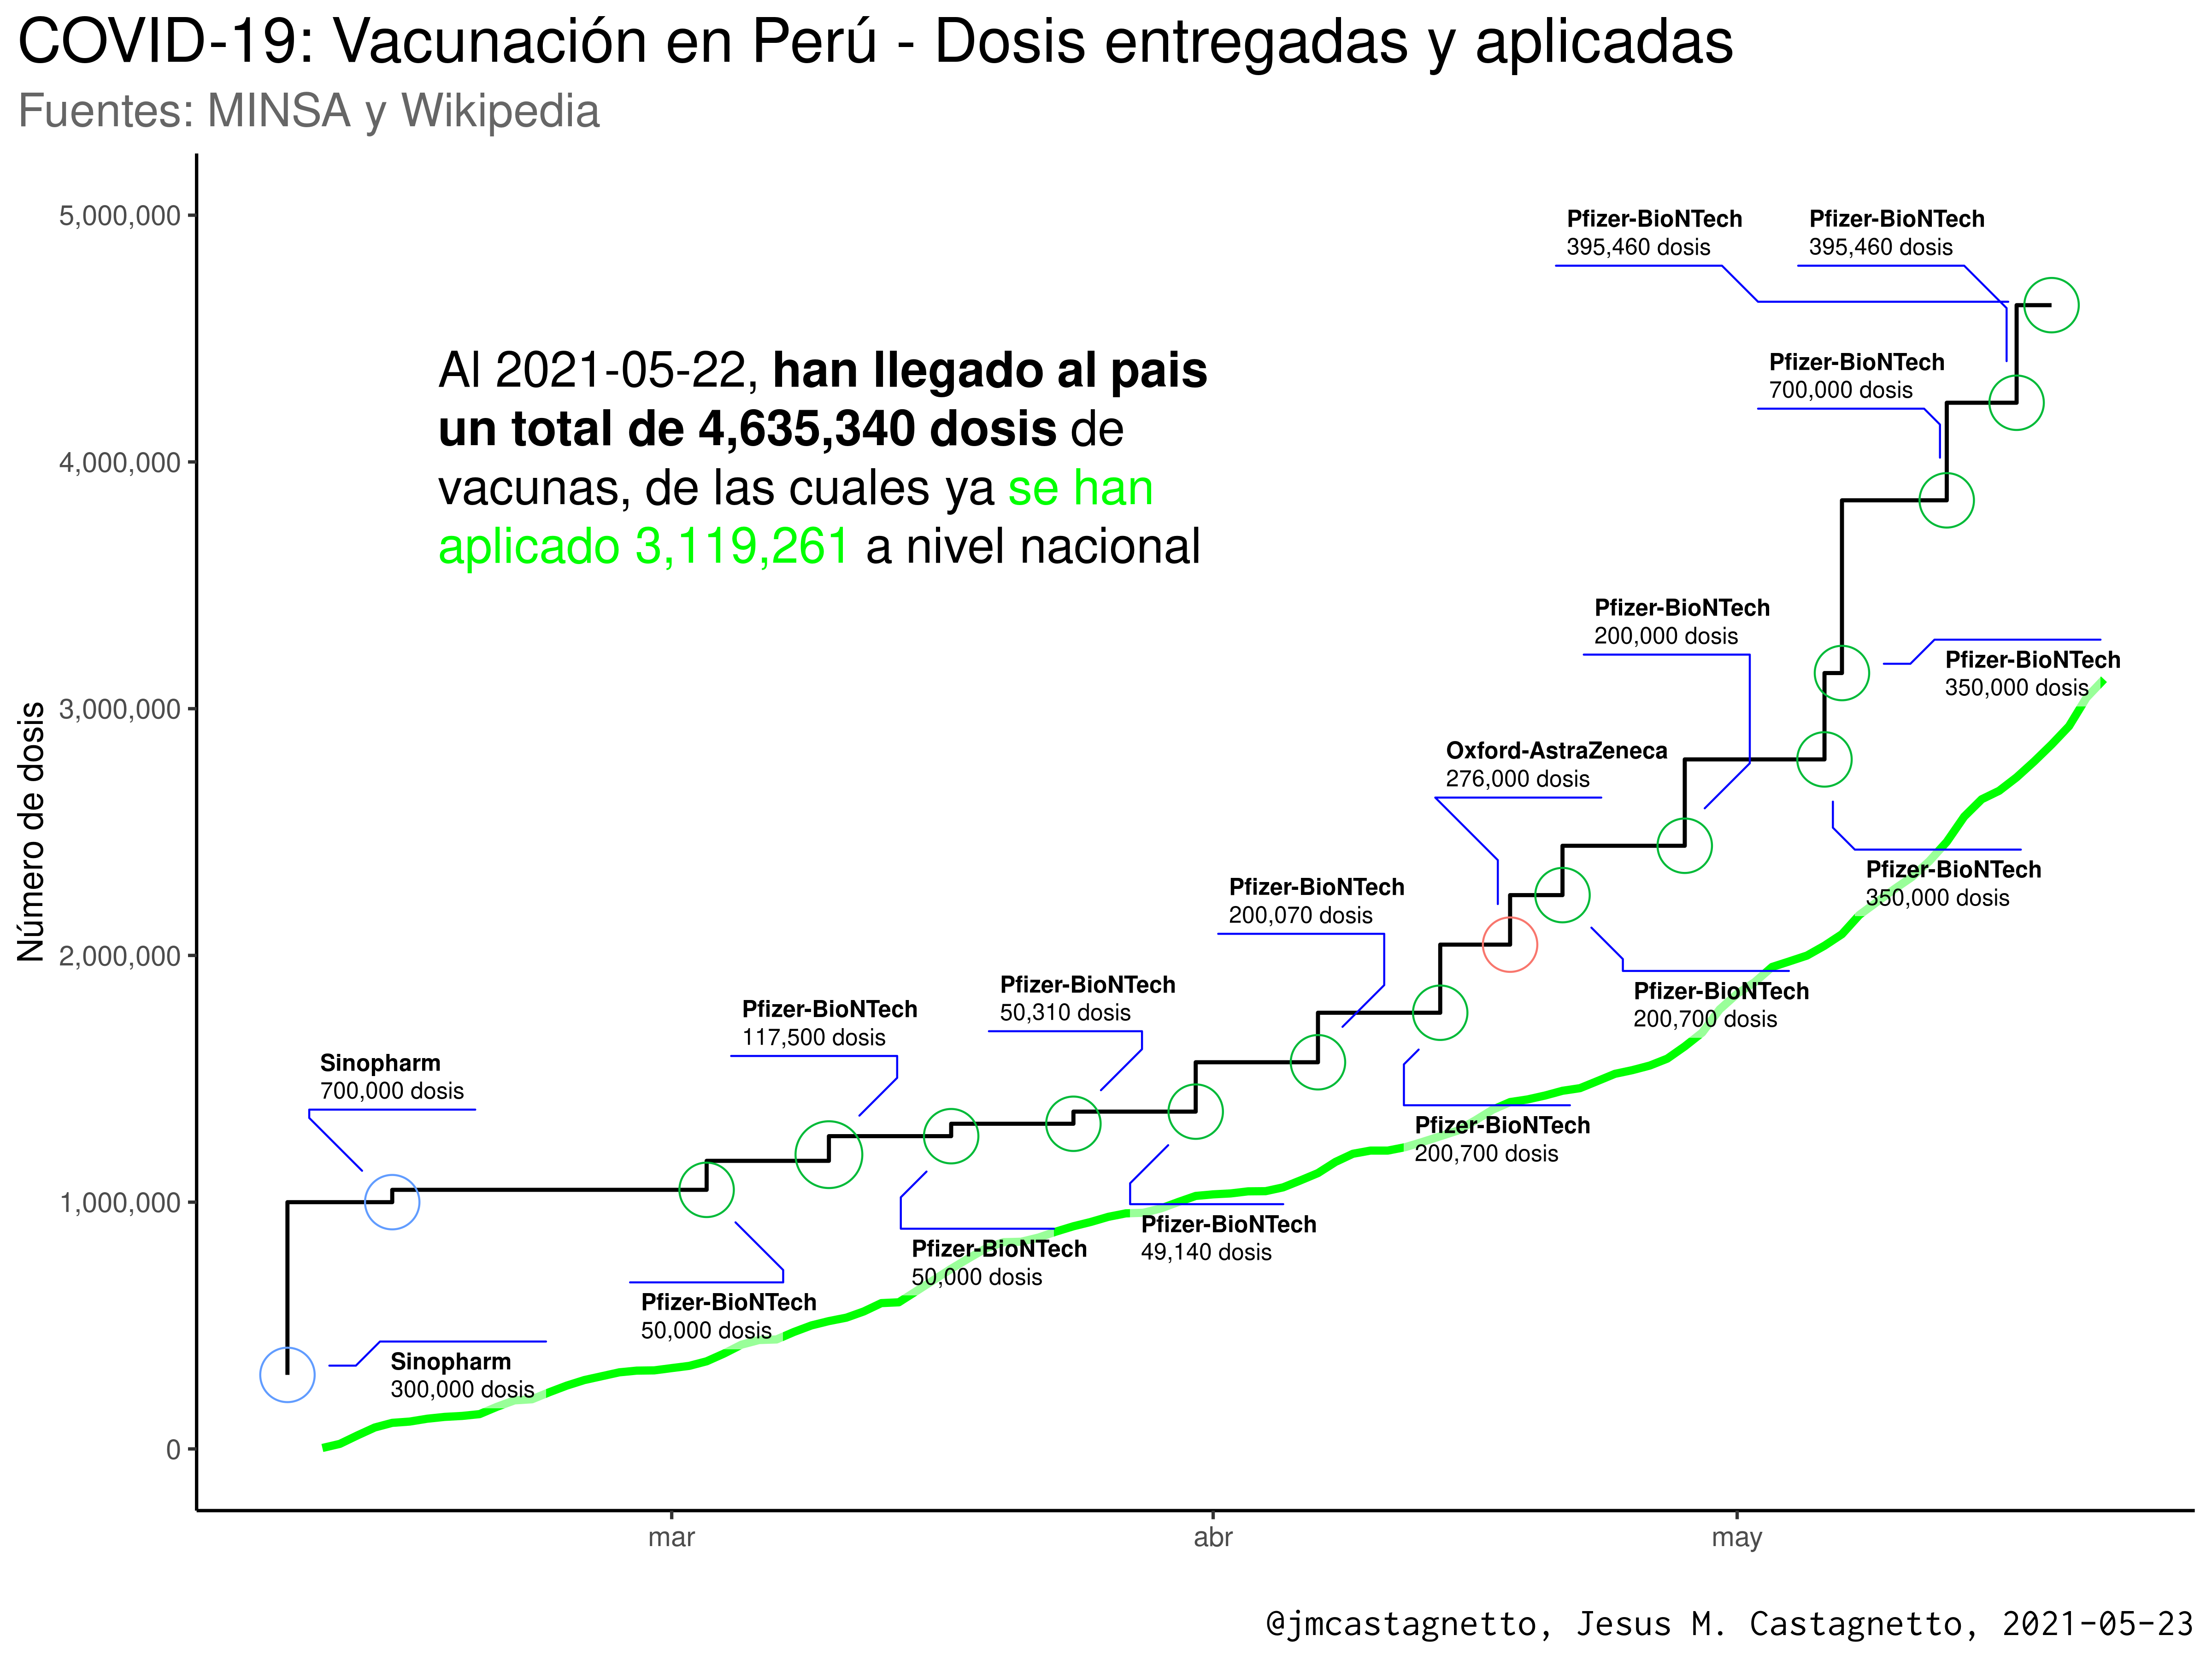 COVID-19: Vacunación en Perú - Dosis entregadas y aplicadas
Fuentes: MINSA y Wikipedia
Número de dosis
5,000,000
4,000,000
3,000,000
2,000,000
1,000,000
0
Al 2021-05-22, han llegado al pais
un total de 4,635,340 dosis de
vacunas, de las cuales ya se han
aplicado 3,119,261 a nivel nacional
Pfizer-BioNTech
395,460 dosis
Pfizer-BioNTech
395,460 dosis
Pfizer-BioNTech
700,000 dosis
Pfizer-BioNTech
200,000 dosis
Pfizer-BioNTech
350,000 dosis
Oxford-AstraZeneca
276,000 dosis
Pfizer-BioNTech
350,000 dosis
Pfizer-BioNTech
200,070 dosis
Pfizer-BioNTech
50,310 dosis
Pfizer-BioNTech
200,700 dosis
Pfizer-BioNTech
117,500 dosis
Sinopharm
700,000 dosis
Pfizer-BioNTech
200,700 dosis
Pfizer-BioNTech
49,140 dosis
Pfizer-BioNTech
50,000 dosis
Pfizer-BioNTech
50,000 dosis
Sinopharm
300,000 dosis
mar
abr
may
@jmcastagnetto, Jesus M. Castagnetto, 2021-05-23